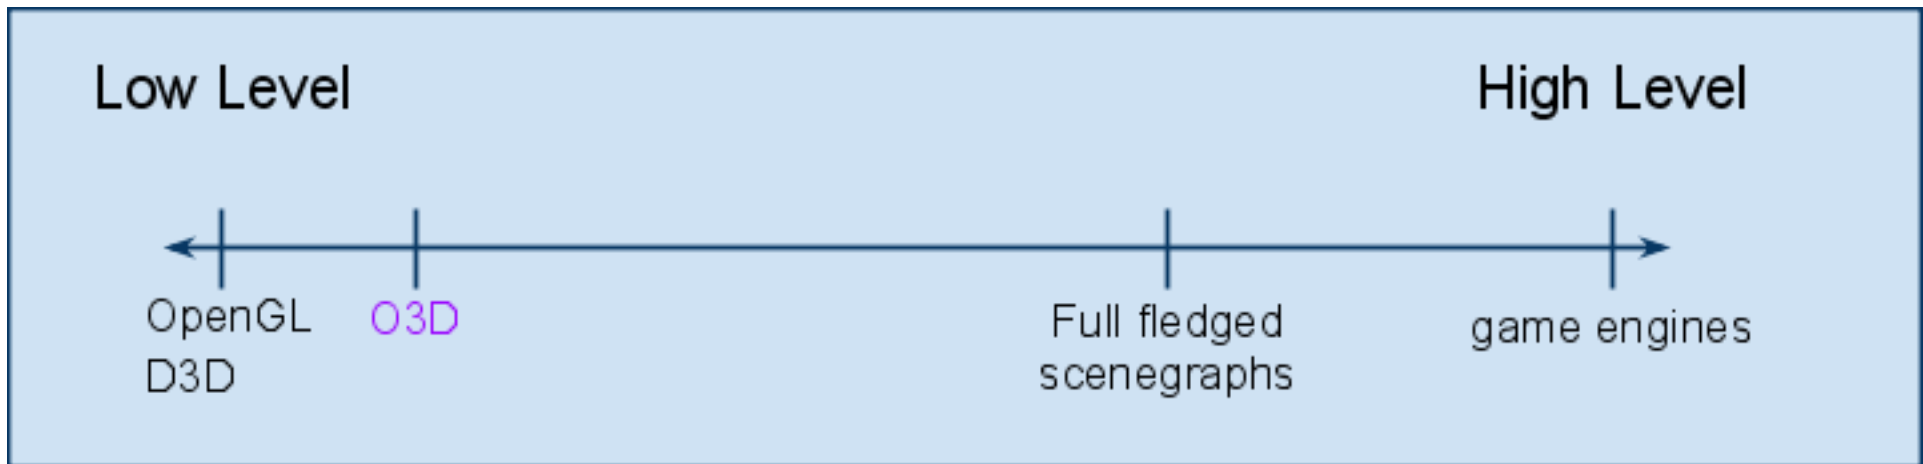 Low Level
High Level
OpenGL
D3D
O3D
Full fledged
scenegraphs
game engines